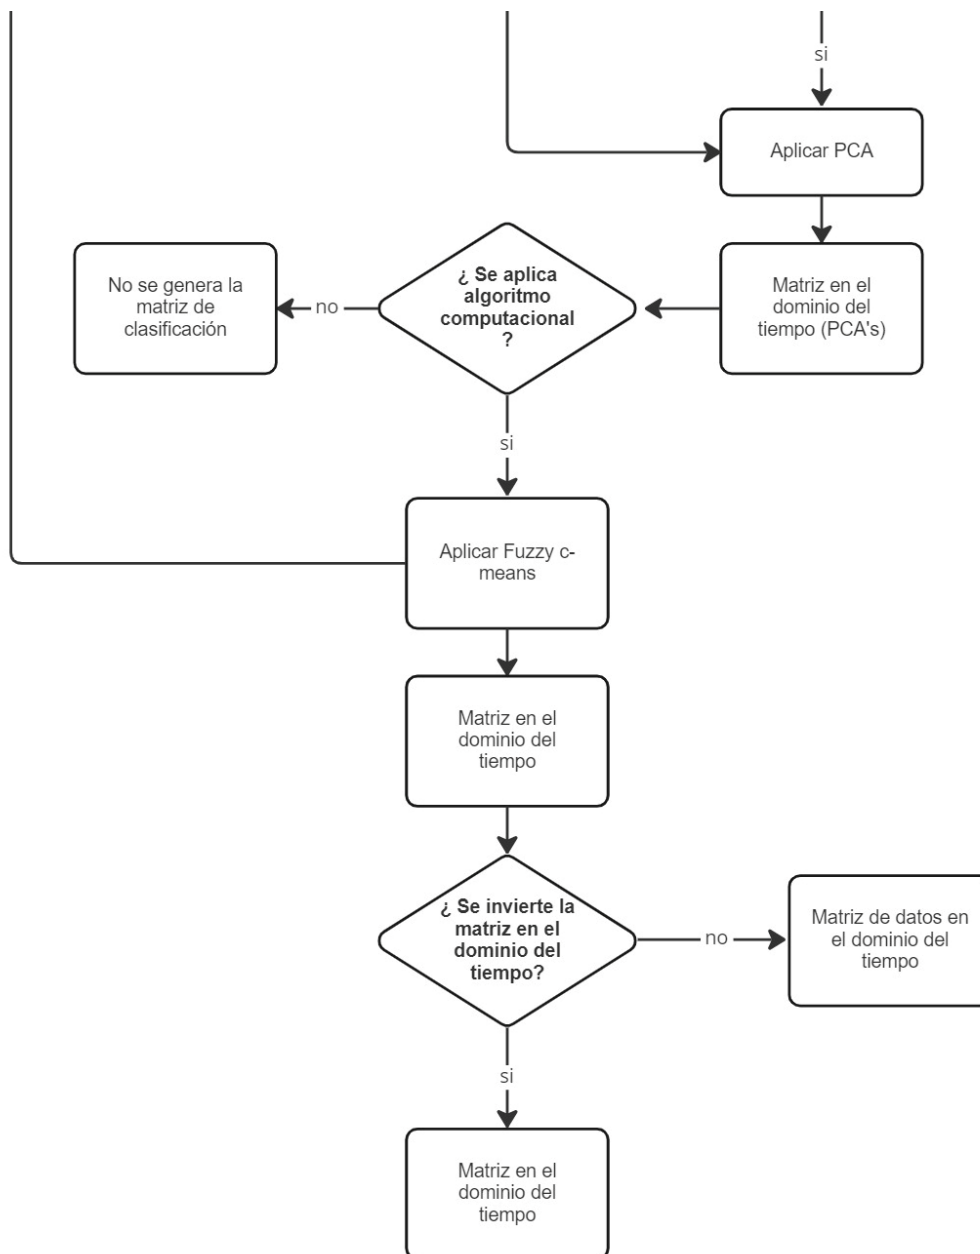 si
Aplicar PCA
No se genera la
matriz de
clasificación
no
¿ Se aplica
algoritmo
computacional
?
Matriz en el
dominio del
tiempo (PCA's)
si
Aplicar Fuzzy c-
means
Matriz en el
dominio del
tiempo
¿ Se invierte la
matriz en el
dominio del
tiempo?
no
Matriz de datos en
el dominio del
tiempo
si
Matriz en el
dominio del
tiempo